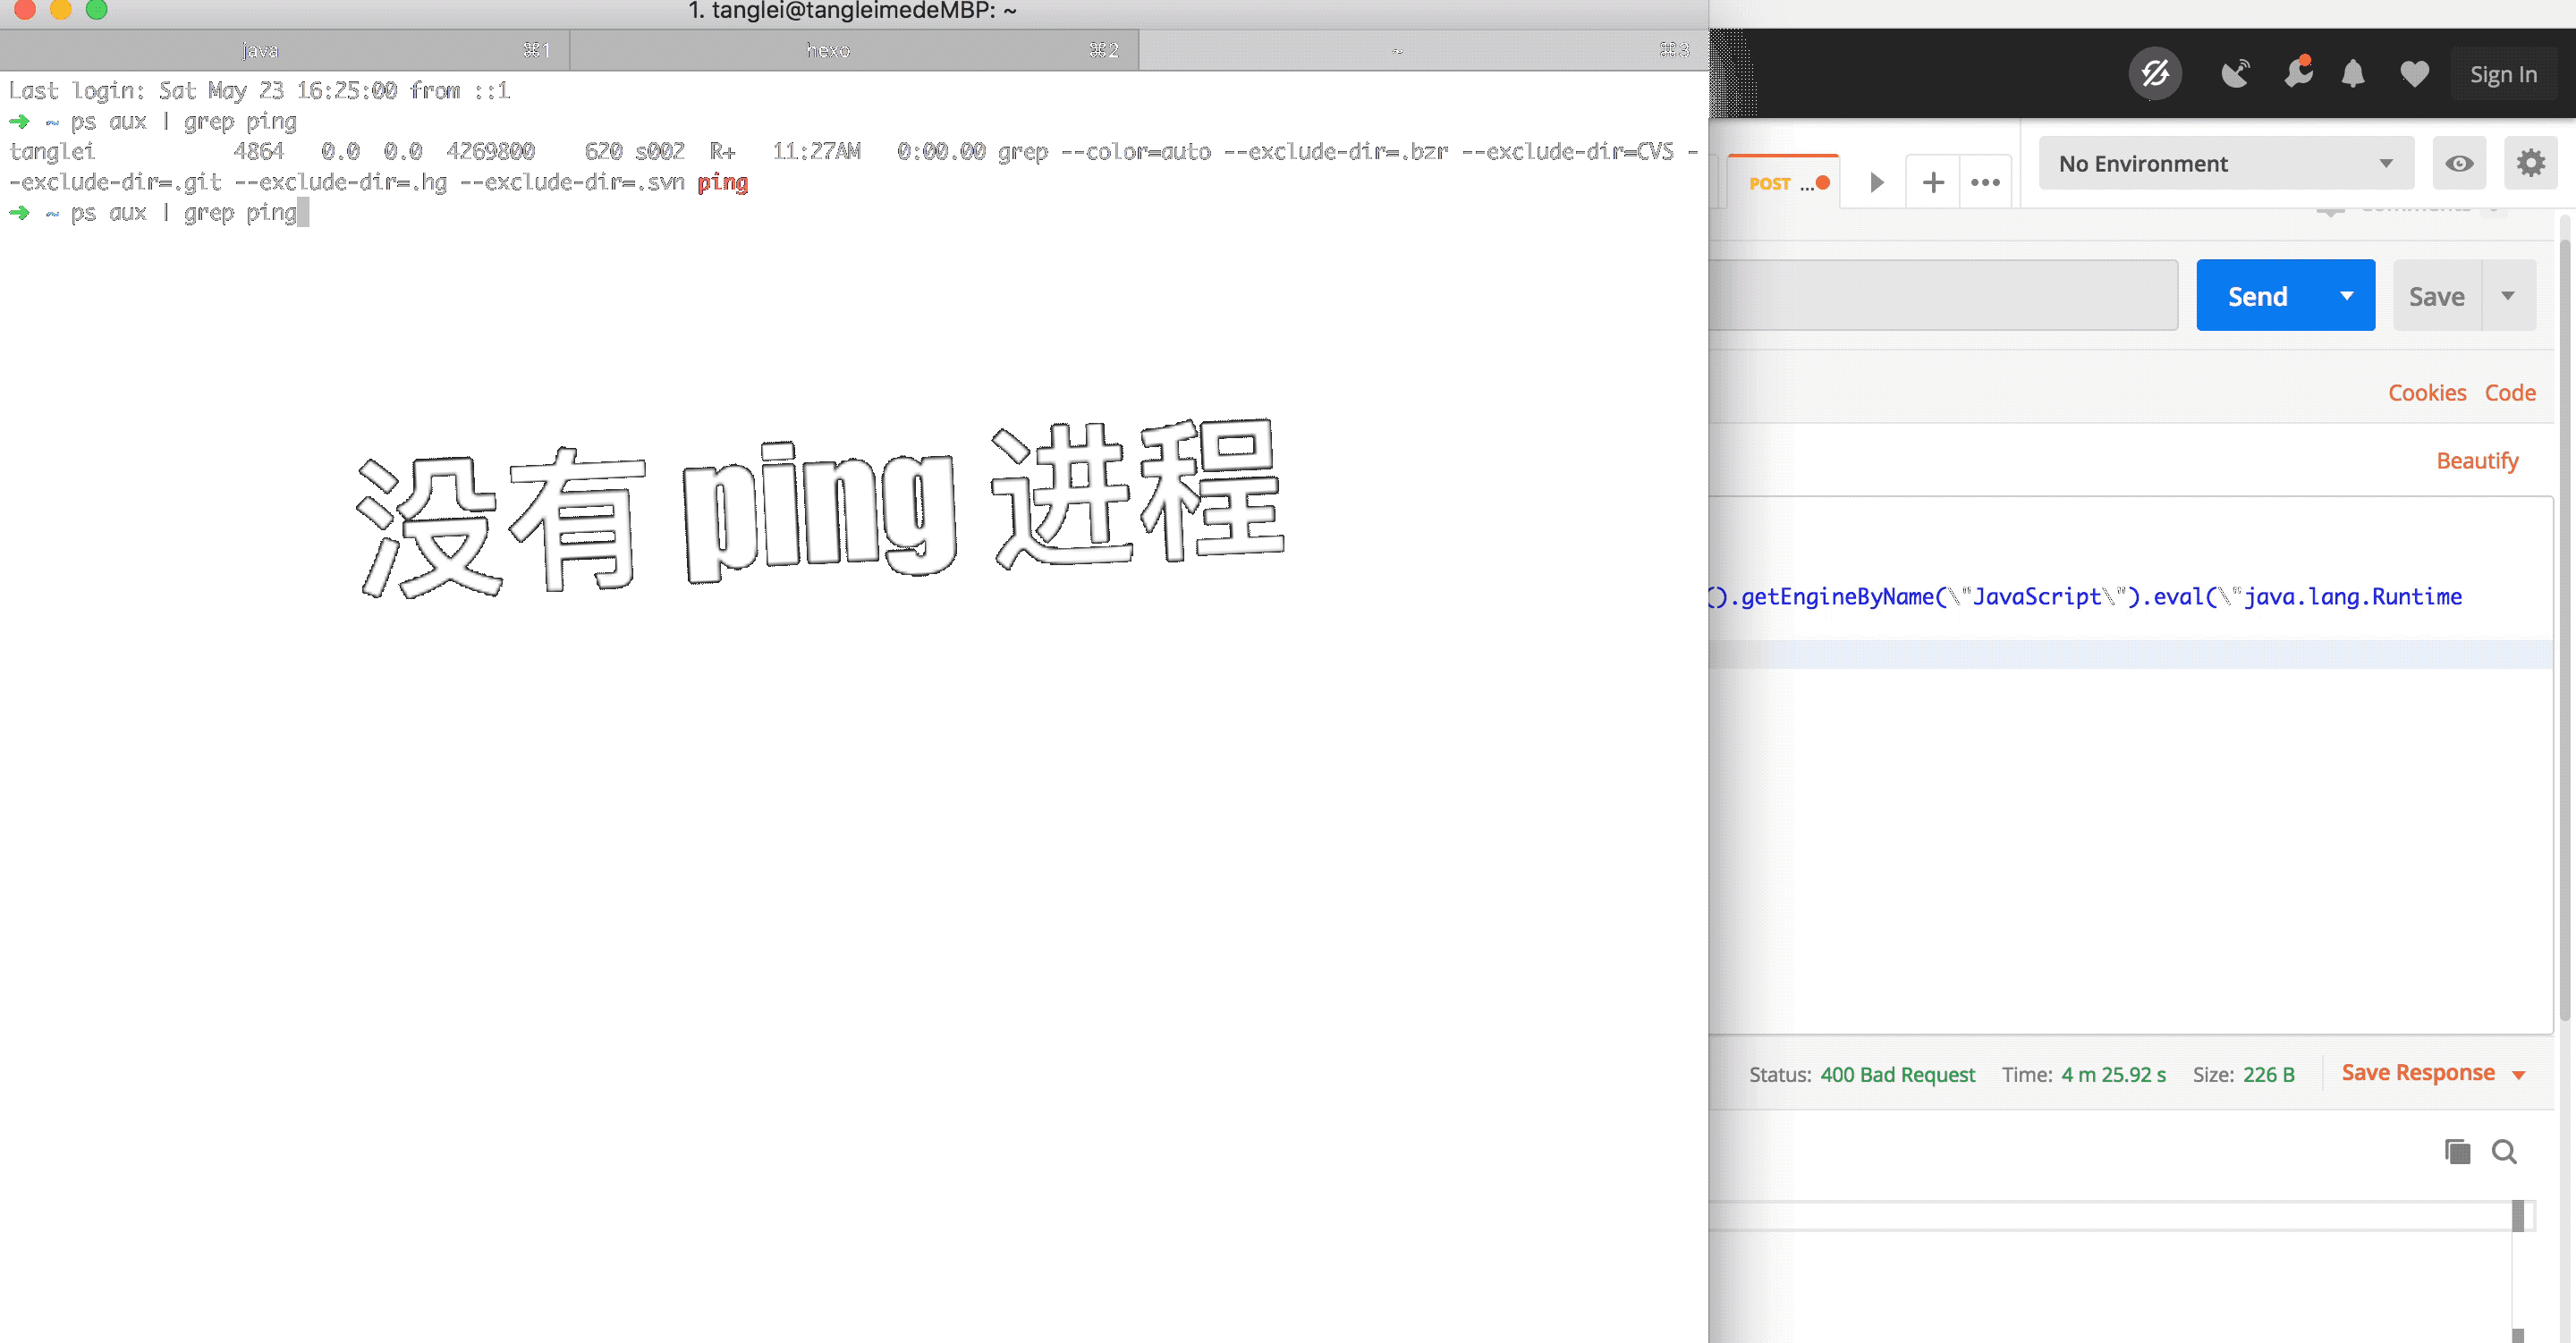 1. tanglei@tangleimedeMBP: ~
java ⌘1 hexo ⌘2 ~ ⌘3
Last login: Sat May 23 16:25:00 from ::1
➜ ~ ps aux | grep ping
tanglei 4864 0.0 0.0 4269800 620 s002 R+ 11:27AM 0:00.00 grep --color=auto --exclude-dir=.bzr --exclude-dir=CVS -
-exclude-dir=.git --exclude-dir=.hg --exclude-dir=.svn ping
➜ ~ ps aux | grep ping
没有 ping 进程
Sign In
POST ...
No Environment
Send
Save
Cookies Code
Beautify
().getEngineByName(\"JavaScript\").eval(\"java.lang.Runtime
Status: 400 Bad Request Time: 4 m 25.92 s Size: 226 B Save Response